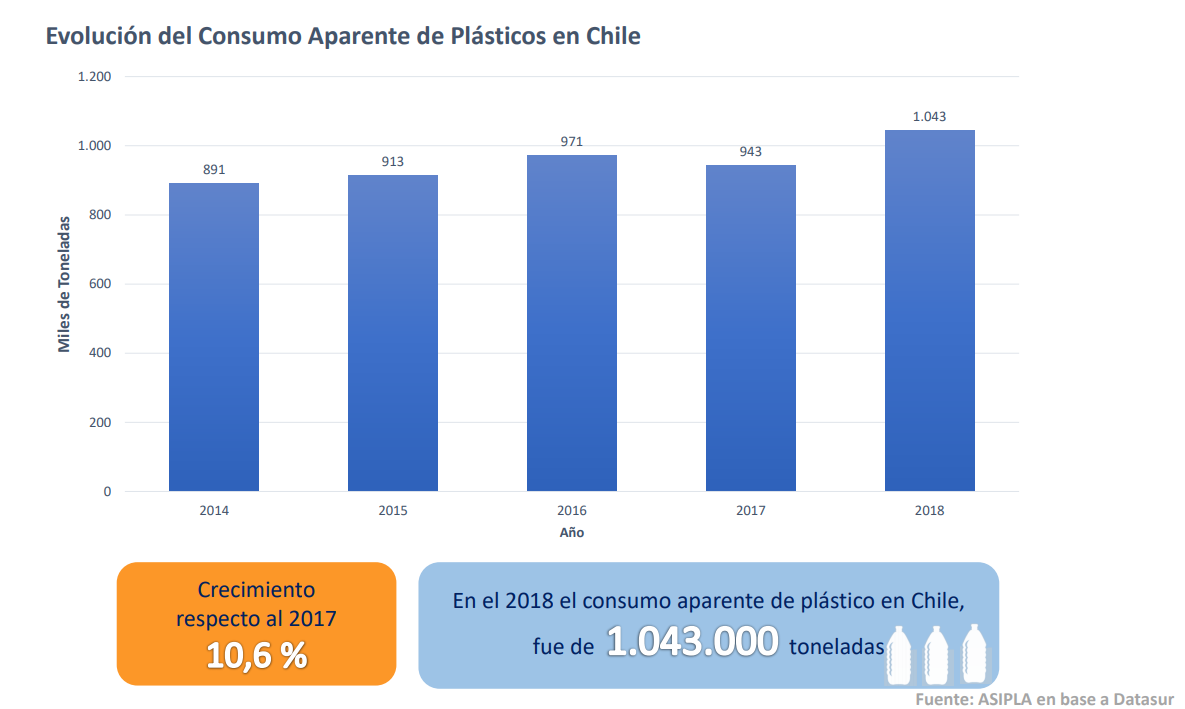 Evolución del Consumo Aparente de Plásticos en Chile
1.200
1.000
800
600
400
200
0
Miles de Toneladas
891
913
971
943
1.043
2014
2015
2016
2017
2018
Año
Crecimiento
respecto al 2017
10,6 %
En el 2018 el consumo aparente de plástico en Chile,
fue de 1.043.000 toneladas
Fuente: ASIPLA en base a Datasur